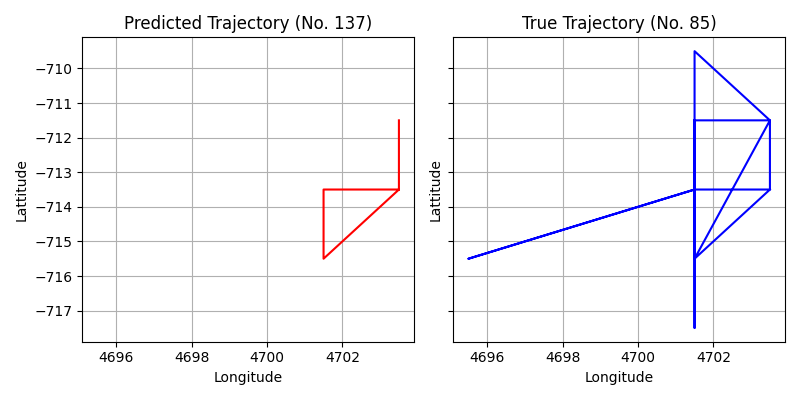 Predicted Trajectory (No. 137)
True Trajectory (No. 85)
−710
−711
−712
−713
−714
−715
−716
−717
Lattitude
Lattitude
4696
4698
4700
4702
4696
4698
4700
4702
Longitude
Longitude